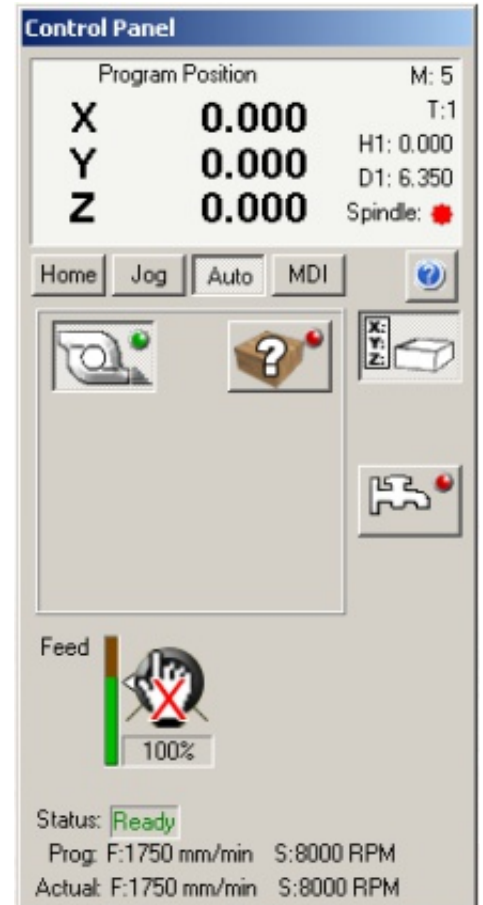 Control Panel
Program Position M: 5
X 0.000 T:1
H1: 0.000
Y 0.000 D1: 6.350
Z 0.000 Spindle:
Home Jog Auto MDI
X:
Y:
Z:
Feed
100%
Status: Ready
Prog: F:1750 mm/min S:8000 RPM
Actual: F:1750 mm/min S:8000 RPM